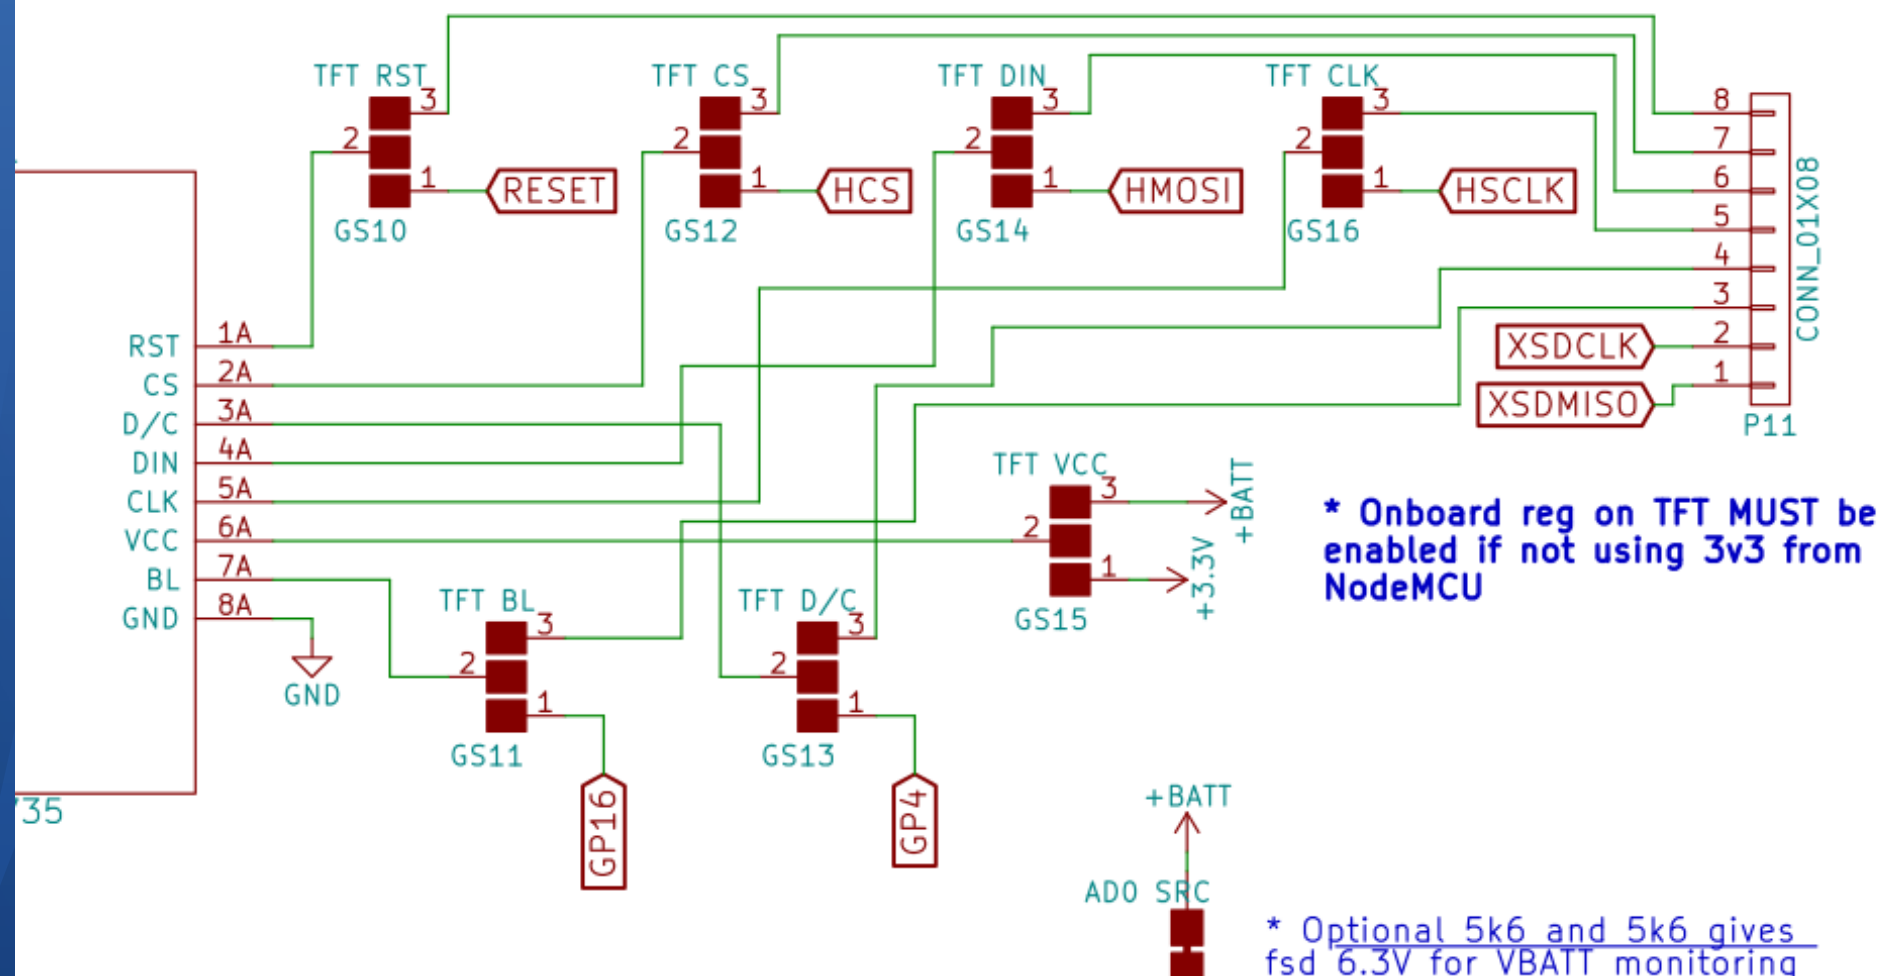 TFT RST
3
2
1
RESET
GS10
TFT CS
3
2
1
HCS
GS12
TFT DIN
3
2
1
HMOSI
GS14
TFT CLK
3
2
1
HSCLK
GS16
8
7
6
5
4
3
2
1
XSDCLK
XSDMISO
CONN_01X08
P11
RST 1A
CS 2A
D/C 3A
DIN 4A
CLK 5A
VCC 6A
BL 7A
GND 8A
GND
35
TFT BL
3
2
1
GS11
GP16
TFT D/C
3
2
1
GS13
GP4
TFT VCC
3
2
1
GS15
+BATT
+3.3V
* Onboard reg on TFT MUST be
enabled if not using 3v3 from
NodeMCU
+BATT
AD0 SRC
* Optional 5k6 and 5k6 gives
fsd 6.3V for VBATT monitoring